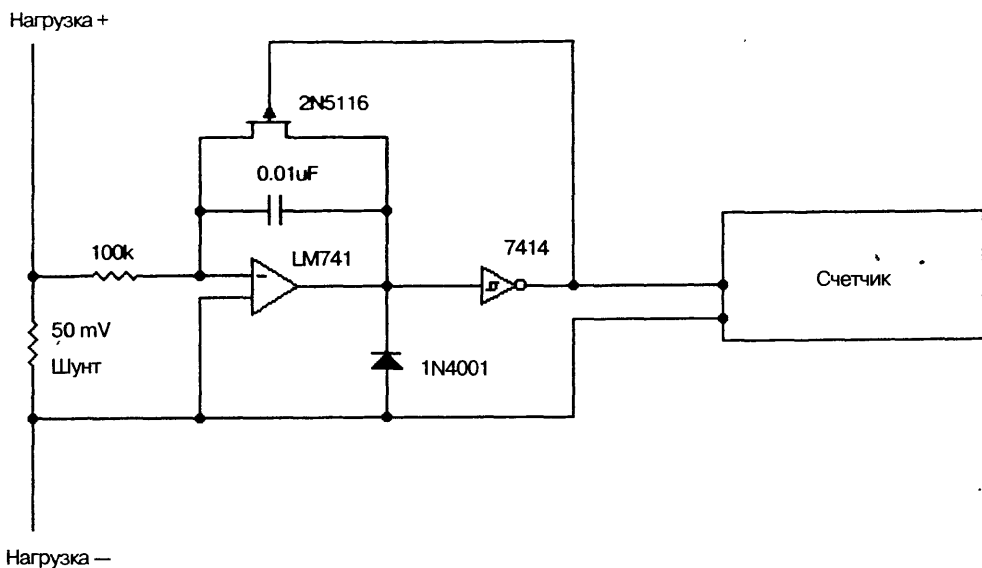 Нагрузка +
2N5116
0.01uF
100k
LM741
7414
Счетчик
50 mV
Шунт
1N4001
Нагрузка —